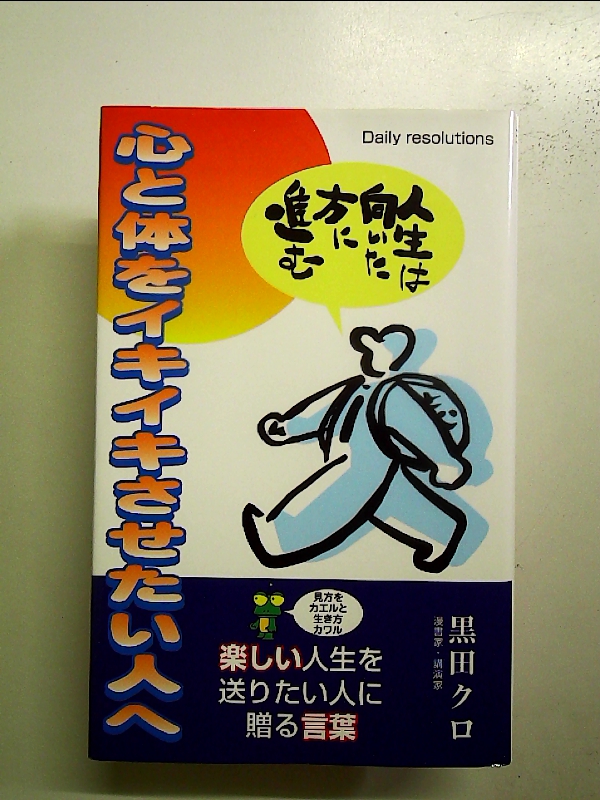 Daily resolutions
心と体をイキイキさせたい人へ
人生は
向いた
方に
進む
見方を
カエルと
生き方
カワル
楽しい人生を
送りたい人に
贈る言葉
黒田クロ
漫書家・講演家